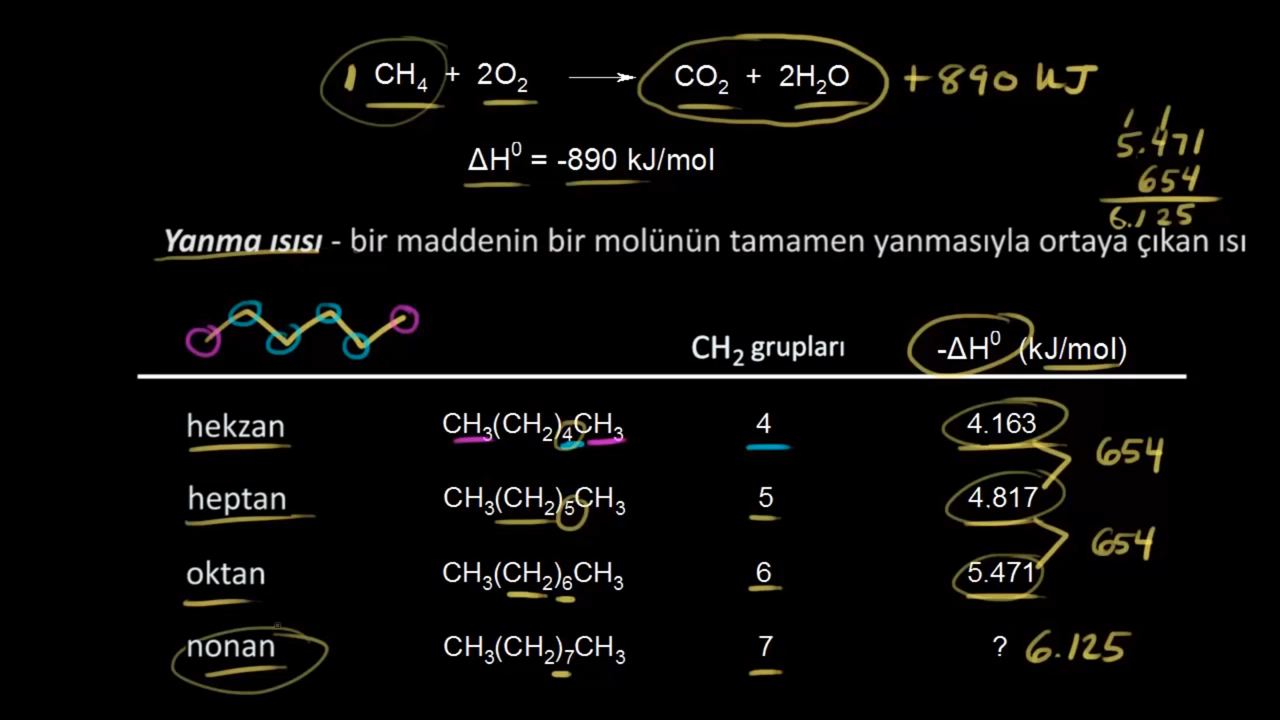 1 CH₄ + 2O₂ → CO₂ + 2H₂O + 890 kJ
ΔH⁰ = -890 kJ/mol
5.471
654
6.125
Yanma ısısı - bir maddenin bir molünün tamamen yanmasıyla ortaya çıkan ısı
CH₂ grupları -ΔH⁰ (kJ/mol)
hekzan CH₃(CH₂)₄CH₃ 4 4.163
654
heptan CH₃(CH₂)₅CH₃ 5 4.817
654
oktan CH₃(CH₂)₆CH₃ 6 5.471
nonan CH₃(CH₂)₇CH₃ 7 ? 6.125